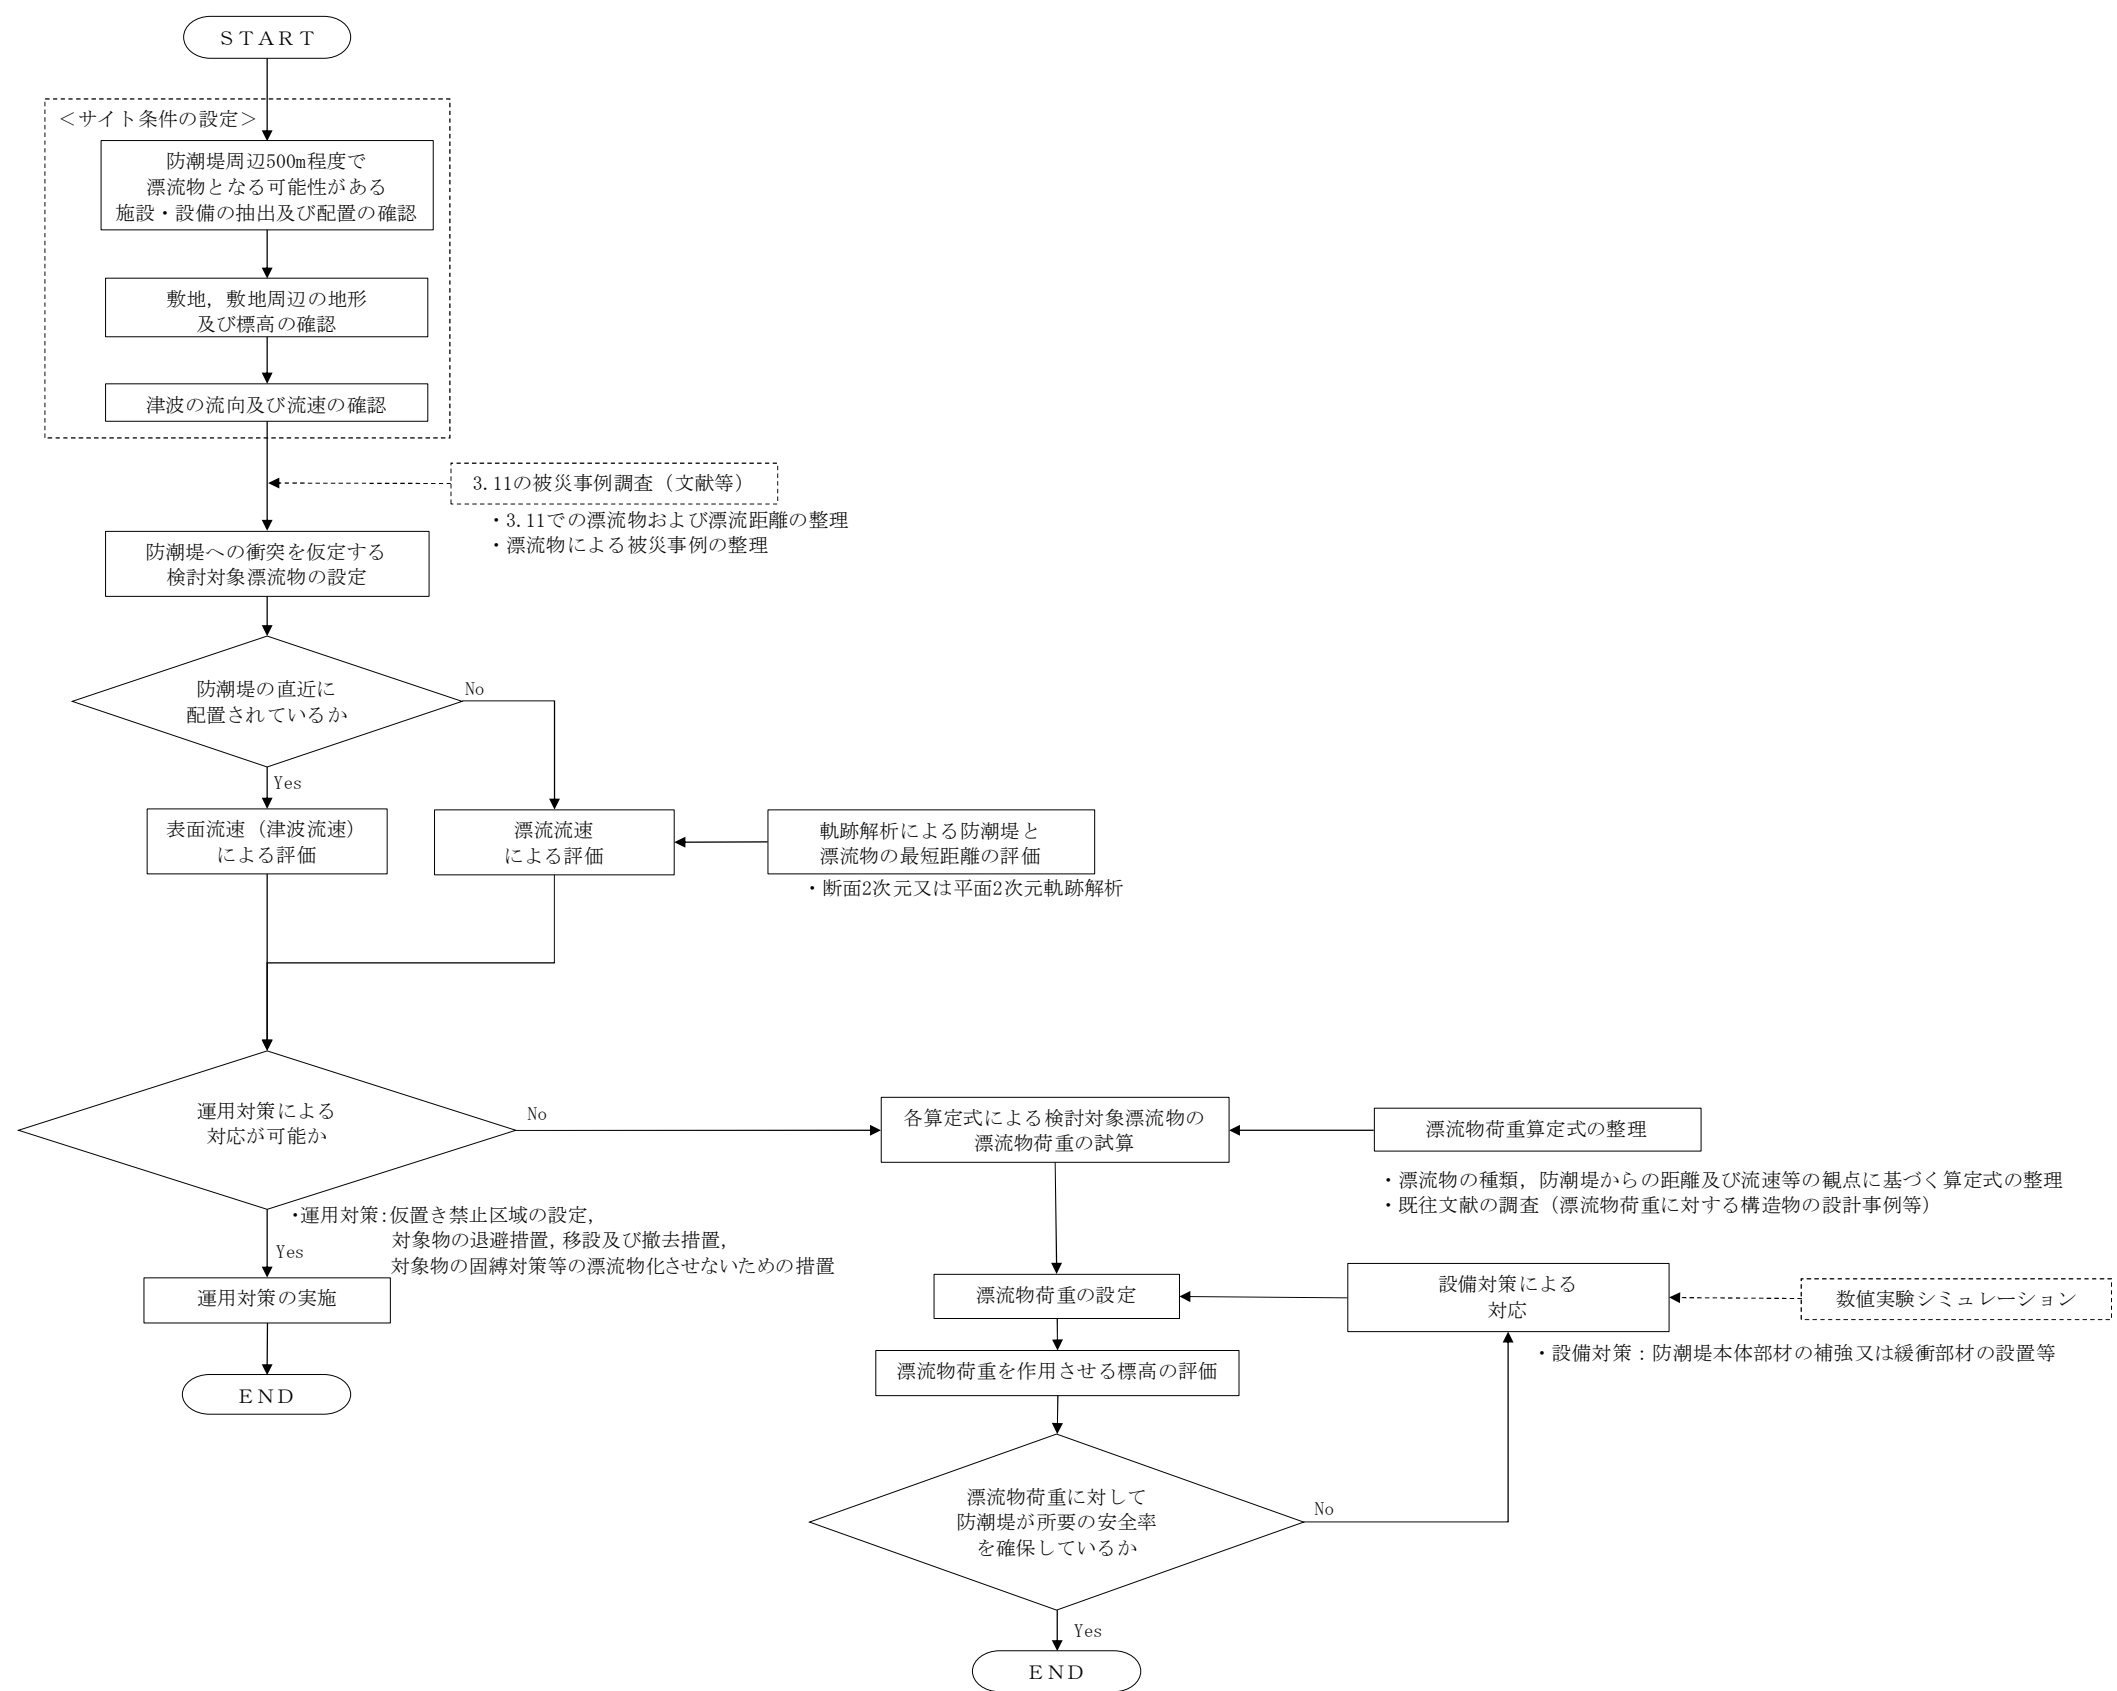 ＳＴＡＲＴ
＜サイト条件の設定＞
防潮堤周辺500m程度で
漂流物となる可能性がある
施設・設備の抽出及び配置の確認
敷地，敷地周辺の地形
及び標高の確認
津波の流向及び流速の確認
3.11の被災事例調査（文献等）
・3.11での漂流物および漂流距離の整理
・漂流物による被災事例の整理
防潮堤への衝突を仮定する
検討対象漂流物の設定
防潮堤の直近に
配置されているか
No
Yes
表面流速（津波流速）
による評価
漂流流速
による評価
軌跡解析による防潮堤と
漂流物の最短距離の評価
・断面2次元又は平面2次元軌跡解析
運用対策による
対応が可能か
No
各算定式による検討対象漂流物の
漂流物荷重の試算
漂流物荷重算定式の整理
・漂流物の種類，防潮堤からの距離及び流速等の観点に基づく算定式の整理
・既往文献の調査（漂流物荷重に対する構造物の設計事例等）
・運用対策：仮置き禁止区域の設定，
対象物の退避措置，移設及び撤去措置，
対象物の固縛対策等の漂流物化させないための措置
Yes
運用対策の実施
ＥＮＤ
漂流物荷重の設定
設備対策による
対応
数値実験シミュレーション
・設備対策：防潮堤本体部材の補強又は緩衝部材の設置等
漂流物荷重を作用させる標高の評価
漂流物荷重に対して
防潮堤が所要の安全率
を確保しているか
No
Yes
ＥＮＤ